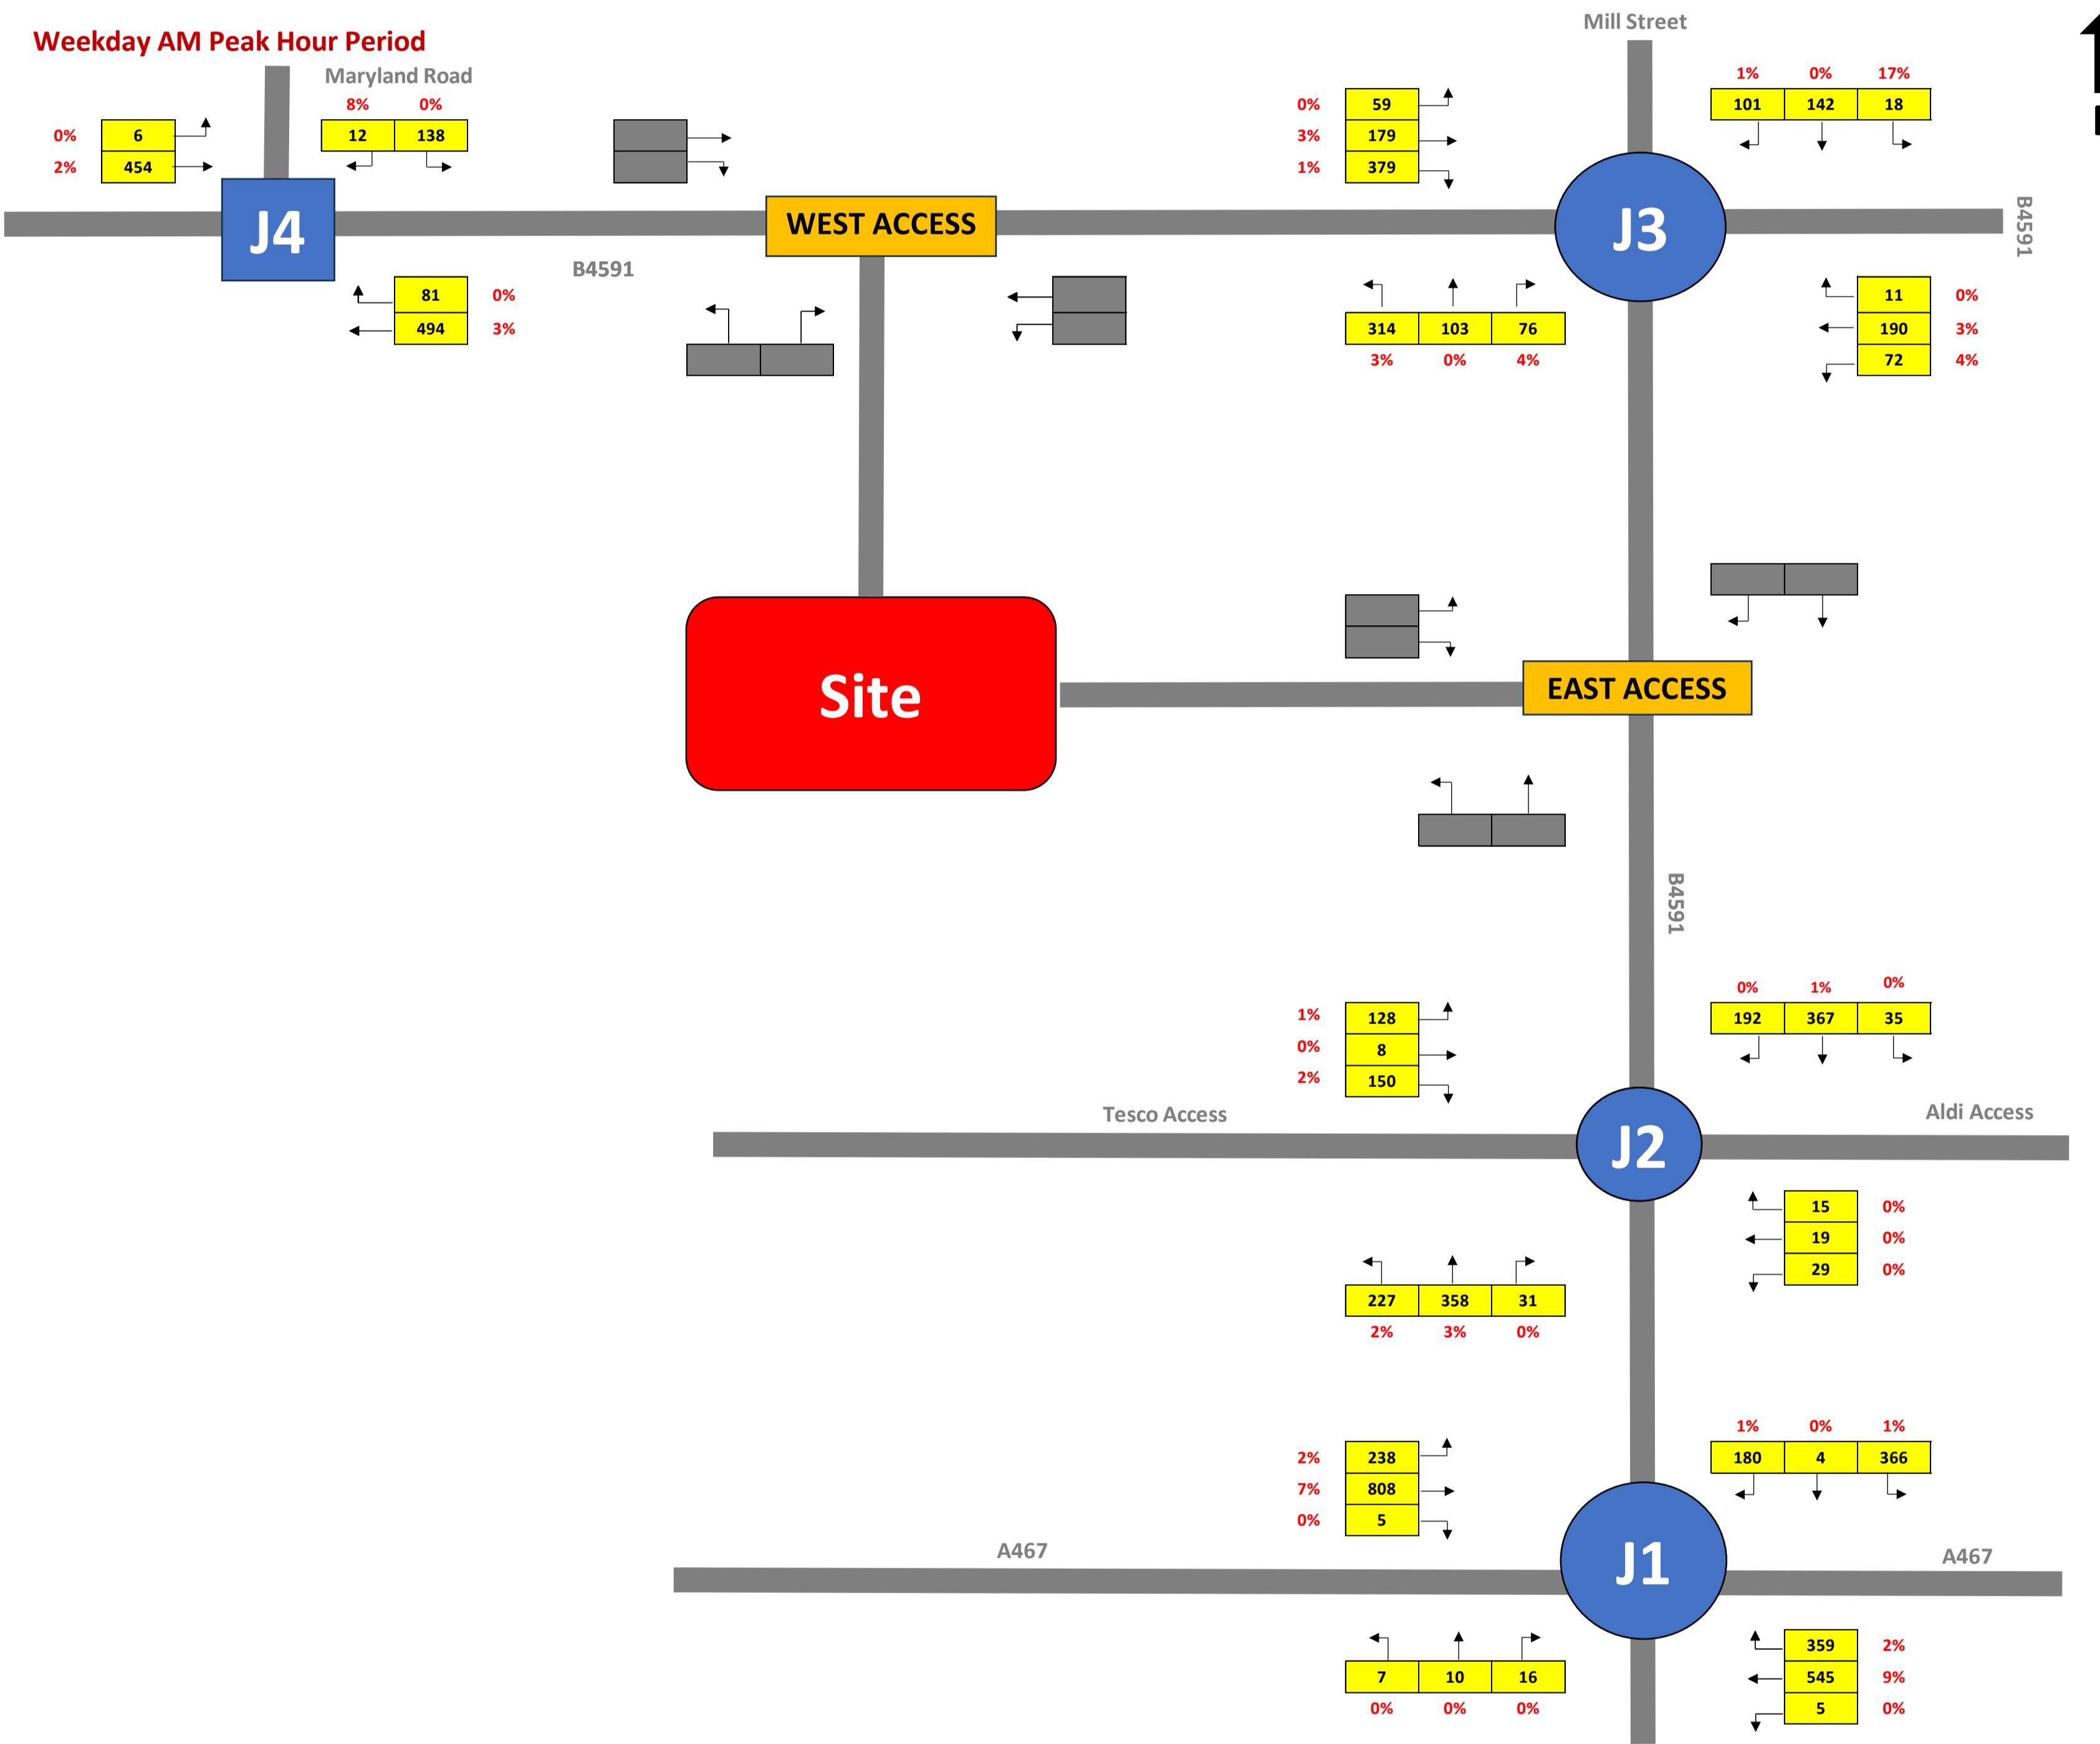 Mill Street
Weekday AM Peak Hour Period
Maryland Road
8% 0%
0% 6
12 138
2% 454
0% 59
3% 179
1% 379
1% 0% 17%
101 142 18
J4
WEST ACCESS
J3
B4591
B4591
81 0%
494 3%
314 103 76
3% 0% 4%
11 0%
190 3%
72 4%
Site
EAST ACCESS
B4591
1% 128
0% 8
2% 150
0% 1% 0%
192 367 35
Tesco Access
Aldi Access
J2
15 0%
19 0%
29 0%
227 358 31
2% 3% 0%
2% 238
7% 808
0% 5
1% 0% 1%
180 4 366
A467
A467
J1
7 10 16
0% 0% 0%
359 2%
545 9%
5 0%